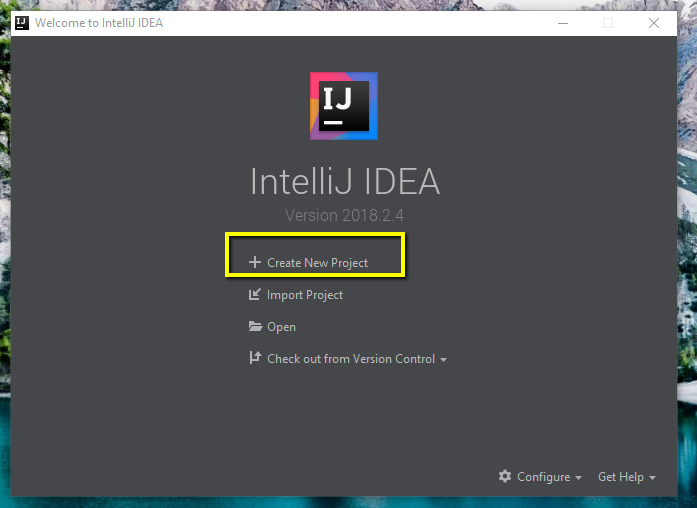 IJ Welcome to IntelliJ IDEA
IJ
IntelliJ IDEA
Version 2018.2.4
Create New Project
Import Project
Open
Check out from Version Control
Configure Get Help